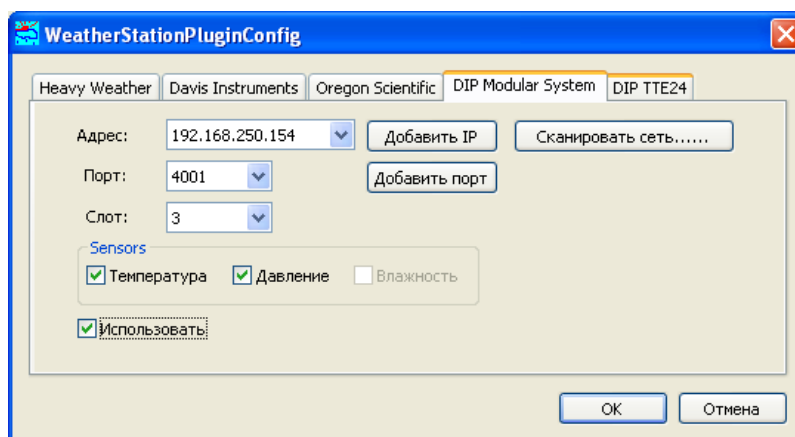 WeatherStationPluginConfig
Heavy Weather Davis Instruments Oregon Scientific DIP Modular System DIP TTE24
Адрес: 192.168.250.154 Добавить IP Сканировать сеть......
Порт: 4001 Добавить порт
Слот: 3
Sensors
Температура Давление Влажность
Использовать
OK Отмена